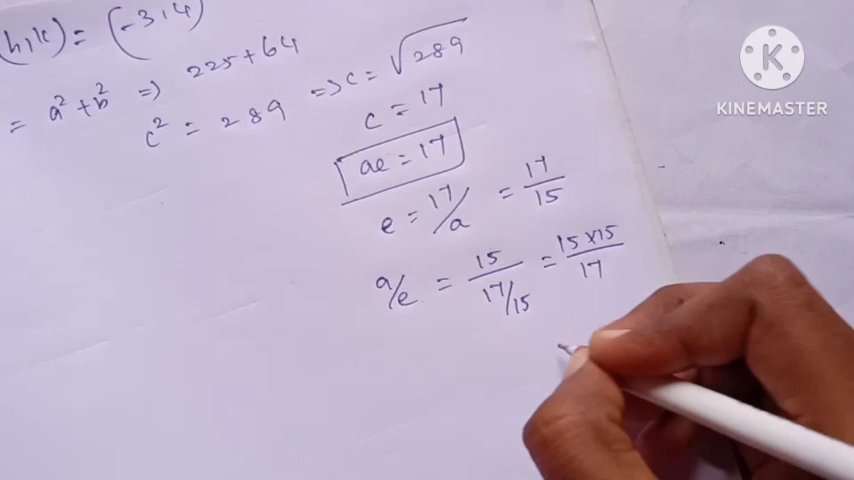 (h,k) = (-3,4)
= a² + b² => 225+64
c² = 289 => c = √289
c = 17
ae = 17
e = 17/a = 17/15
a/e = 15/17/15 = 15×15/17
K
KINEMASTER